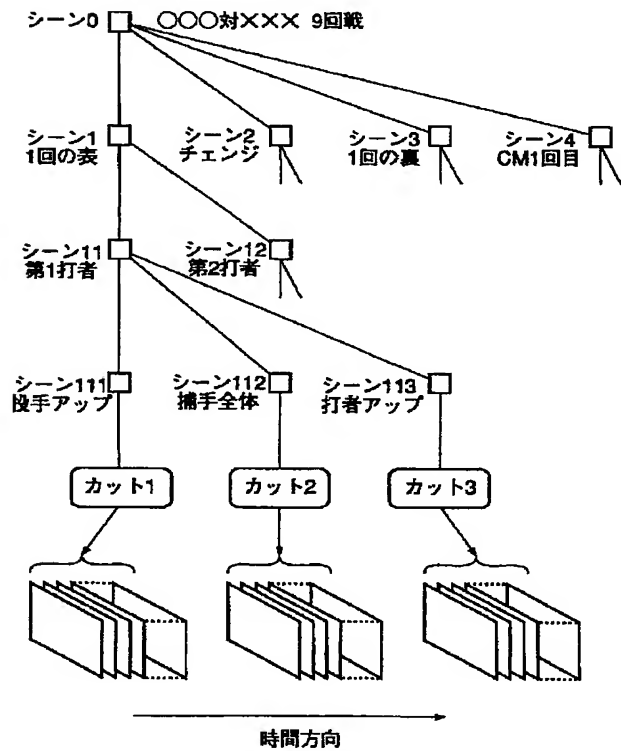 シーン0 ○○○対××× 9回戦
シーン1
1回の表
シーン2
チェンジ
シーン3
1回の裏
シーン4
CM1回目
シーン11
第1打者
シーン12
第2打者
シーン111
投手アップ
シーン112
捕手全体
シーン113
打者アップ
カット1
カット2
カット3
時間方向